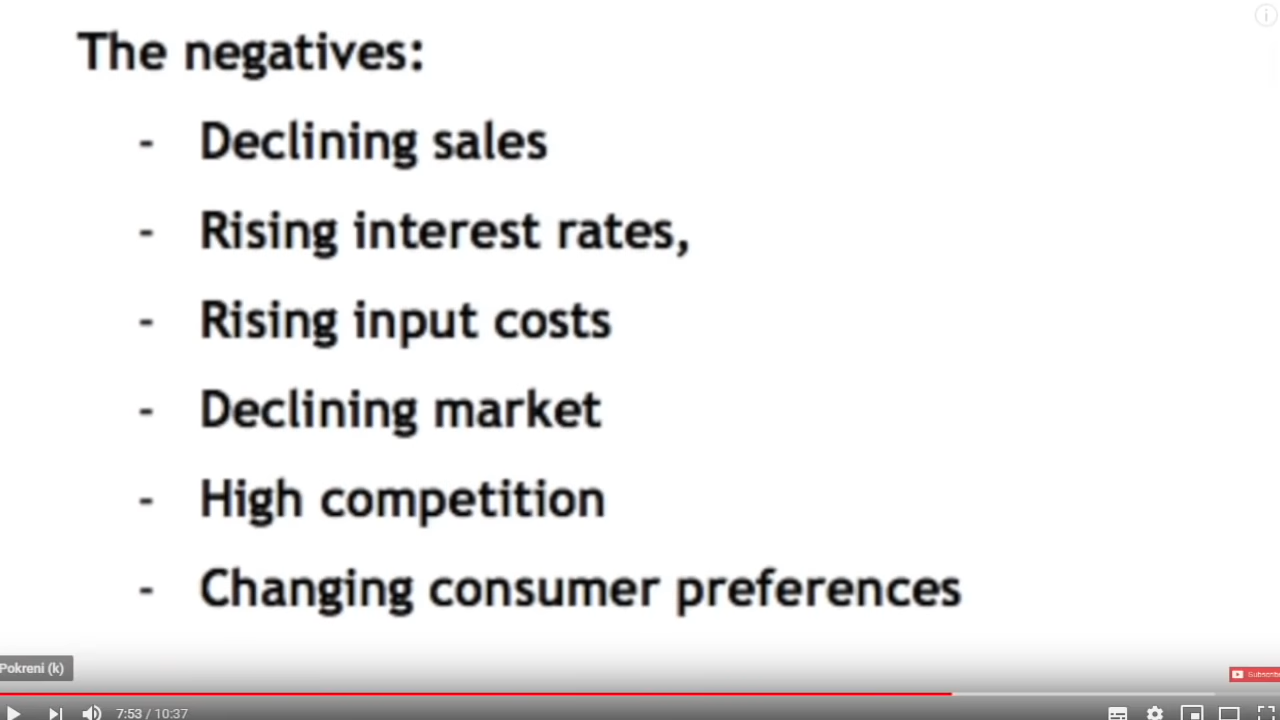 The negatives:
- Declining sales
- Rising interest rates,
- Rising input costs
- Declining market
- High competition
- Changing consumer preferences
Pokreni (k)
Subscribe
7:53 / 10:37